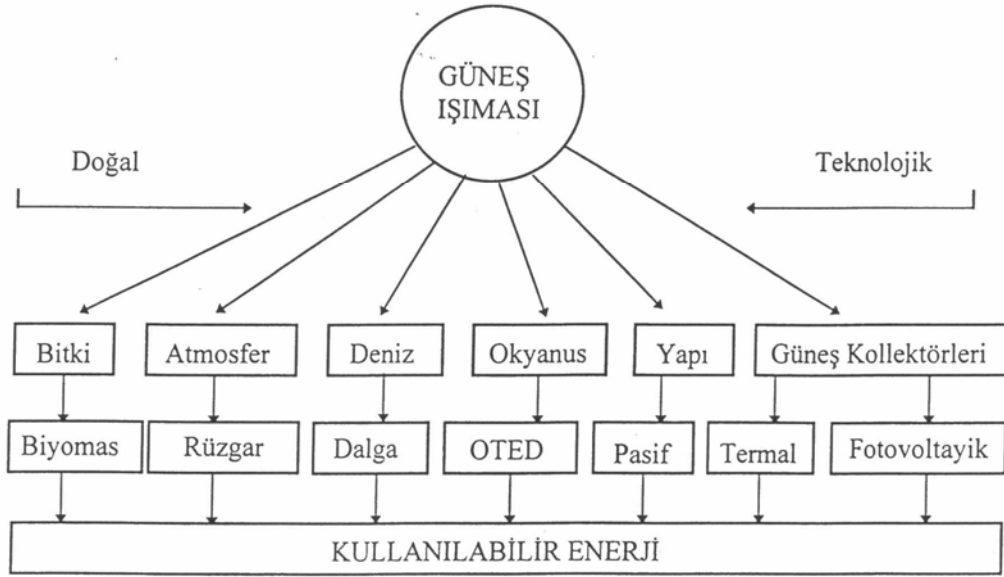 GÜNEŞ
IŞIMASI
Doğal
Teknolojik
Bitki
Atmosfer
Deniz
Okyanus
Yapı
Güneş Kollektörleri
Biyomas
Rüzgar
Dalga
OTED
Pasif
Termal
Fotovoltayik
KULLANILABİLİR ENERJİ